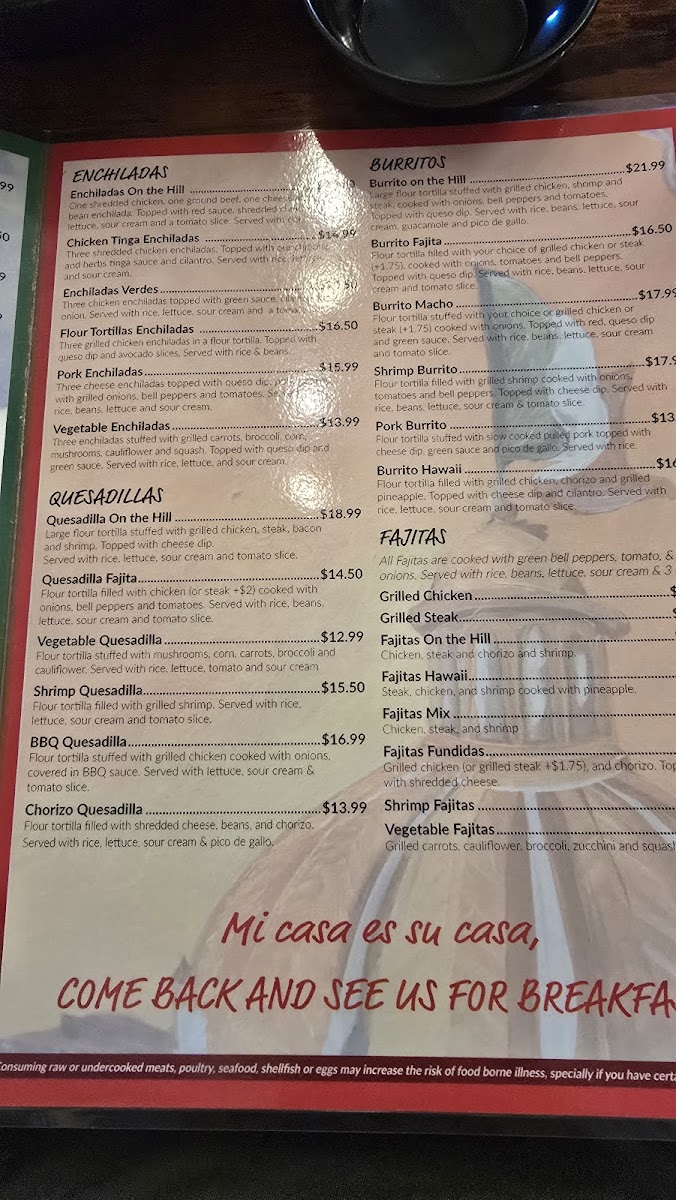 99
50
9
ENCHILADAS
Enchiladas On the Hill
One shredded chicken, one ground beef, one cheese
bean enchilada. Topped with red sauce, shredded
lettuce, sour cream and a tomato slice. Served with
Chicken Tinga Enchiladas $14.99
Three shredded chicken enchiladas. Topped with our
and herbs tinga sauce and cilantro. Served with rice, lettuce
and sour cream.
Enchiladas Verdes 50
Three chicken enchiladas topped with green sauce,
onion. Served with rice, lettuce, sour cream and a
Flour Tortillas Enchiladas $16.50
Three grilled chicken enchiladas in a flour tortilla. Topped with
queso dip and avocado slices, Served with rice & beans.
Pork Enchiladas $15.99
Three cheese enchiladas topped with queso dip,
with grilled onions, bell peppers and tomatoes.
rice, beans, lettuce and sour cream.
Vegetable Enchiladas $13.99
Three enchiladas stuffed with grilled carrots, broccoli, corn,
mushrooms, cauliflower and squash. Topped with queso dip and
green sauce. Served with rice, lettuce, and sour cream.
QUESADILLAS
Quesadilla On the Hill $18.99
Large flour tortilla stuffed with grilled chicken, steak, bacon
and shrimp. Topped with cheese dip.
Served with rice, lettuce, sour cream and tomato slice.
Quesadilla Fajita $14.50
Flour tortilla filled with chicken (or steak +$2) cooked with
onions, bell peppers and tomatoes. Served with rice, beans,
lettuce, sour cream and tomato slice.
Vegetable Quesadilla $12.99
Flour tortilla stuffed with mushrooms, corn, carrots, broccoli and
cauliflower. Served with rice, lettuce, tomato and sour cream
Shrimp Quesadilla $15.50
Flour tortilla filled with grilled shrimp. Served with rice,
lettuce, sour cream and tomato slice.
BBQ Quesadilla $16.99
Flour tortilla stuffed with grilled chicken cooked with onions,
covered in BBQ sauce. Served with lettuce, sour cream &
tomato slice.
Chorizo Quesadilla $13.99
Flour tortilla filled with shredded cheese, beans, and chorizo.
Served with rice, lettuce, sour cream & pico de gallo.
BURRITOS
Burrito on the Hill $21.99
Large flour tortilla stuffed with grilled chicken, shrimp and
steak, cooked with onions, bell peppers and tomatoes.
Topped with queso dip. Served with rice, beans, lettuce, sour
cream, guacamole and pico de gallo.
Burrito Fajita $16.50
Flour tortilla filled with your choice of grilled chicken or steak
(+1.75), cooked with onions, tomatoes and bell peppers.
Topped with queso dip. Served with rice, beans, lettuce, sour
cream and tomato slice.
Burrito Macho $17.99
Flour tortilla stuffed with your choice or grilled chicken or
steak (+1.75) cooked with onions. Topped with red, queso dip
and green sauce. Served with rice, beans, lettuce, sour cream
and tomato slice.
Shrimp Burrito $17.9
Flour tortilla filled with grilled shrimp cooked with onions,
tomatoes and bell peppers. Topped with cheese dip. Served with
rice, beans, lettuce, sour cream & tomato slice.
Pork Burrito $13
Flour tortilla stuffed with slow cooked pulled pork topped with
cheese dip, green sauce and pico de gallo. Served with rice.
Burrito Hawaii $16
Flour tortilla filled with grilled chicken, chorizo and grilled
pineapple. Topped with cheese dip and cilantro. Served with
rice, lettuce, sour cream and tomato slice.
FAJITAS
All Fajitas are cooked with green bell peppers, tomato, &
onions. Served with rice, beans, lettuce, sour cream & 3
Grilled Chicken $
Grilled Steak $
Fajitas On the Hill
Chicken, steak and chorizo and shrimp.
Fajitas Hawaii
Steak, chicken, and shrimp cooked with pineapple.
Fajitas Mix
Chicken, steak, and shrimp
Fajitas Fundidas
Grilled chicken (or grilled steak +$1.75), and chorizo. Top
with shredded cheese.
Shrimp Fajitas
Vegetable Fajitas
Grilled carrots, cauliflower, broccoli, zucchini and squash
Mi casa es su casa,
COME BACK AND SEE US FOR BREAKFA
Consuming raw or undercooked meats, poultry, seafood, shellfish or eggs may increase the risk of food borne illness, specially if you have certa